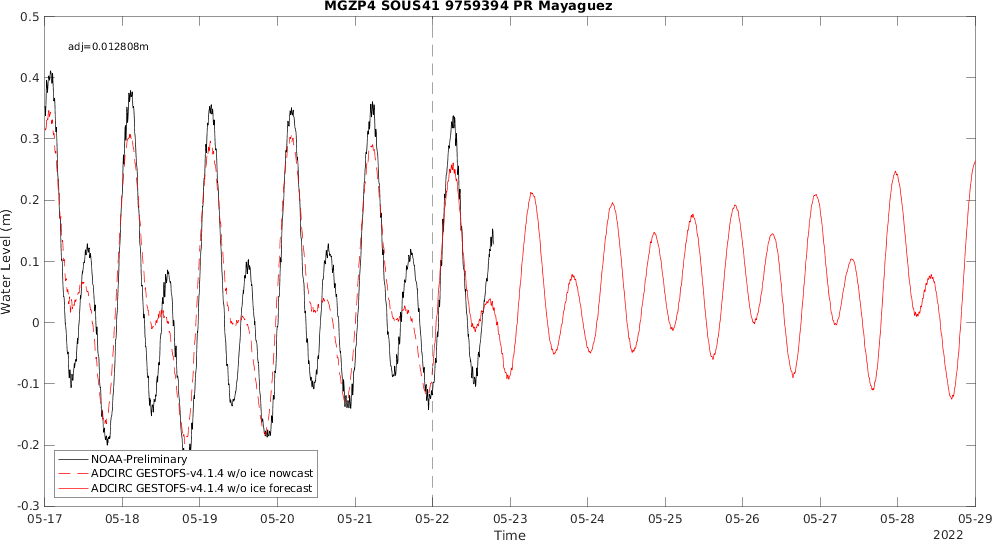 MGZP4 SOUS41 9759394 PR Mayaguez
adj=0.012808m
Water Level (m)
0.5
0.4
0.3
0.2
0.1
0
-0.1
-0.2
-0.3
NOAA-Preliminary
ADCIRC GESTOFS-v4.1.4 w/o ice nowcast
ADCIRC GESTOFS-v4.1.4 w/o ice forecast
05-17 05-18 05-19 05-20 05-21 05-22 05-23 05-24 05-25 05-26 05-27 05-28 05-29
Time
2022